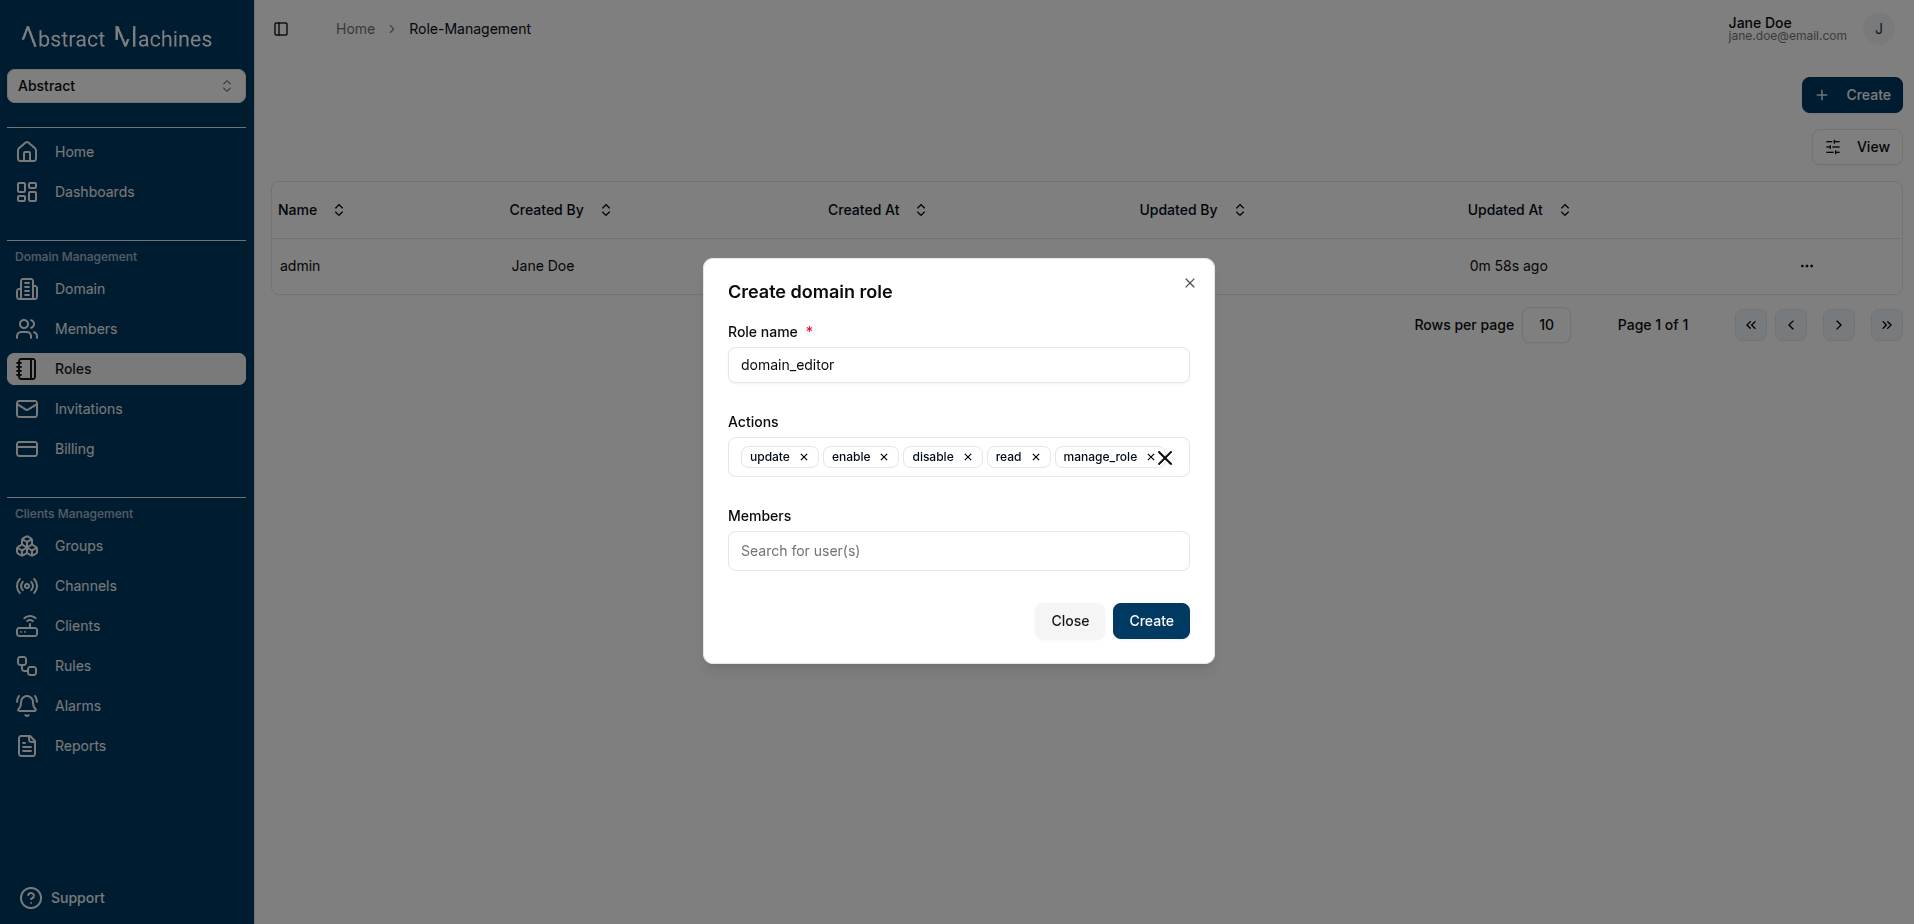 Abstract Machines
Abstract
Home
Dashboards
Domain Management
Domain
Members
Roles
Invitations
Billing
Clients Management
Groups
Channels
Clients
Rules
Alarms
Reports
Support
Home > Role-Management
Jane Doe
jane.doe@email.com
J
+ Create
View
Name Created By Created At Updated By Updated At
admin Jane Doe 0m 58s ago ...
Rows per page 10 Page 1 of 1
Create domain role
Role name *
domain_editor
Actions
update enable disable read manage_role
Members
Search for user(s)
Close Create